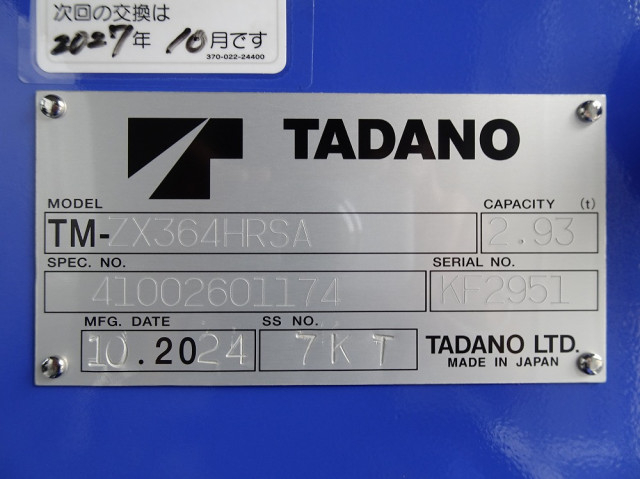 次回の交換は
2027年 10月です
370-022-24400
TADANO
MODEL
CAPACITY (t)
TM-ZX364HRSA
2.93
SPEC. NO.
SERIAL NO.
41002601174
KF2951
MFG. DATE
SS NO.
10.2024
7KT
TADANO LTD.
MADE IN JAPAN